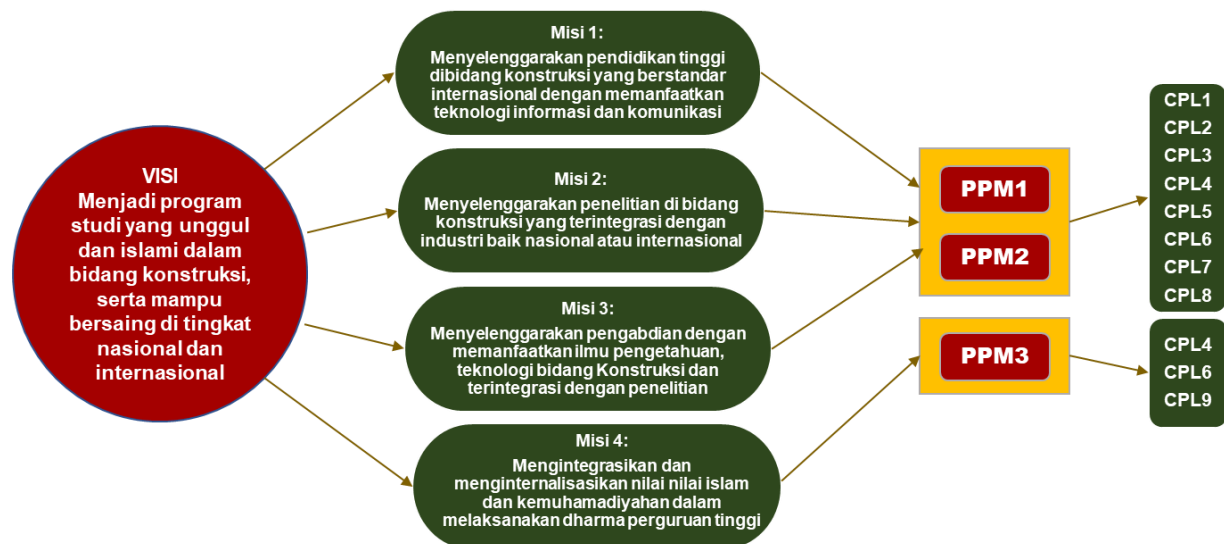 VISI
Menjadi program
studi yang unggul
dan islami dalam
bidang konstruksi,
serta mampu
bersaing di tingkat
nasional dan
internasional
Misi 1:
Menyelenggarakan pendidikan tinggi
dibidang konstruksi yang berstandar
internasional dengan memanfaatkan
teknologi informasi dan komunikasi
Misi 2:
Menyelenggarakan penelitian di bidang
konstruksi yang terintegrasi dengan
industri baik nasional atau internasional
Misi 3:
Menyelenggarakan pengabdian dengan
memanfaatkan ilmu pengetahuan,
teknologi bidang Konstruksi dan
terintegrasi dengan penelitian
Misi 4:
Mengintegrasikan dan
menginternalisasikan nilai nilai islam
dan kemuhamadiyahan dalam
melaksanakan dharma perguruan tinggi
PPM1
PPM2
PPM3
CPL1
CPL2
CPL3
CPL4
CPL5
CPL6
CPL7
CPL8
CPL4
CPL6
CPL9